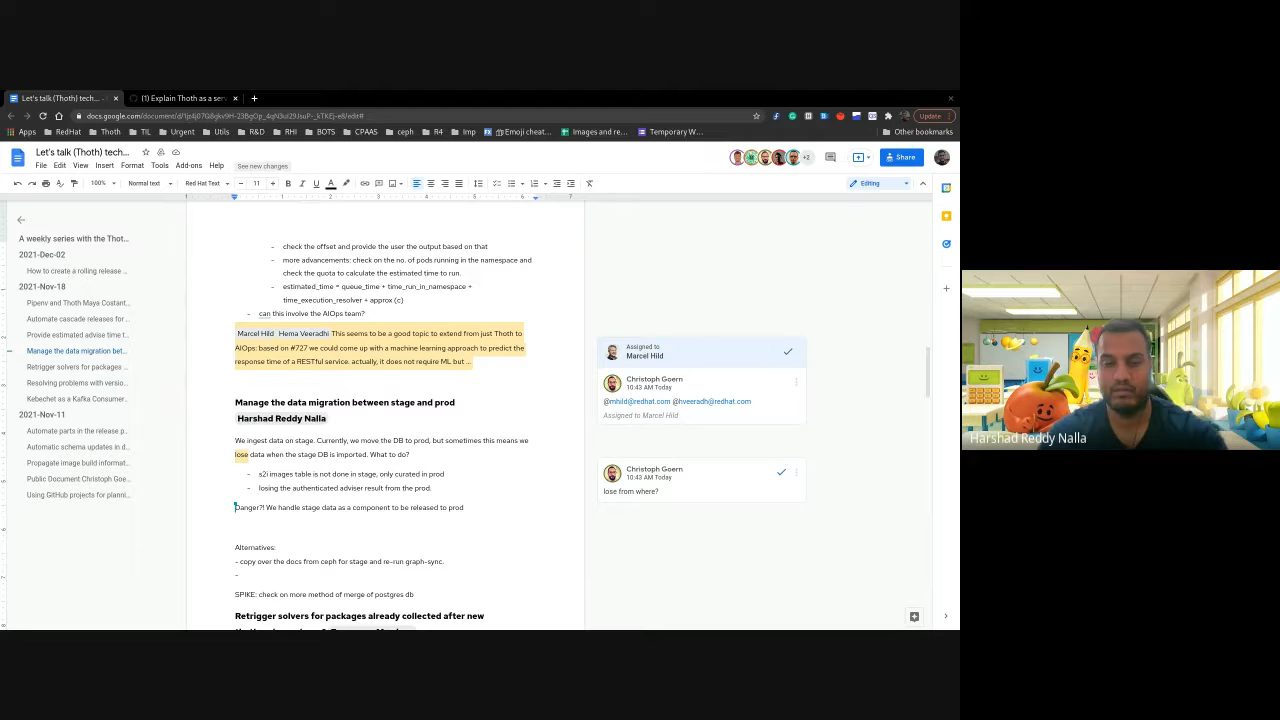 Let's talk (Thoth) tech...
(1) Explain Thoth as a serv
Update
Apps
RedHat
Thoth
TIL
Urgent
Utils
R&D
RHI
BOTS
CPAAS
ceph
R4
Imp
Emoji cheat...
Images and re...
Temporary W...
Other bookmarks
Let's talk (Thoth) tech...
File Edit View Insert Format Tools Add-ons Help
See new changes
+2
Share
100%
Normal text
Red Hat Text
11
Editing
A weekly series with the Thot...
2021-Dec-02
How to create a rolling release ...
2021-Nov-18
Pipenv and Thoth Maya Costant...
Automate cascade releases for ...
Provide estimated advise time t...
Manage the data migration bet...
Retrigger solvers for packages ...
Resolving problems with versio...
Kebechet as a Kafka Consumer...
2021-Nov-11
Automate parts in the release p...
Automatic schema updates in d...
Propagate image build informat...
Public Document Christoph Goe...
Using GitHub projects for planni...
- check the offset and provide the user the output based on that
- more advancements: check on the no. of pods running in the namespace and
check the quota to calculate the estimated time to run.
- estimated_time = queue_time + time_run_in_namespace +
time_execution_resolver + approx (c)
- can this involve the AIOps team?
Marcel Hild Hema Veeradhi This seems to be a good topic to extend from just Thoth to
AIOps: based on #727 we could come up with a machine learning approach to predict the
response time of a RESTful service. actually, it does not require ML but ...
Manage the data migration between stage and prod
Harshad Reddy Nalla
We ingest data on stage. Currently, we move the DB to prod, but sometimes this means we
lose data when the stage DB is imported. What to do?
- s2i images table is not done in stage, only curated in prod
- losing the authenticated adviser result from the prod.
Danger?! We handle stage data as a component to be released to prod
Alternatives:
- copy over the docs from ceph for stage and re-run graph-sync.
-
SPIKE: check on more method of merge of postgres db
Retrigger solvers for packages already collected after new
Assigned to
Marcel Hild
Christoph Goern
10:43 AM Today
@mhild@redhat.com @hveeradh@redhat.com
Assigned to Marcel Hild
Christoph Goern
10:43 AM Today
lose from where?
Harshad Reddy Nalla